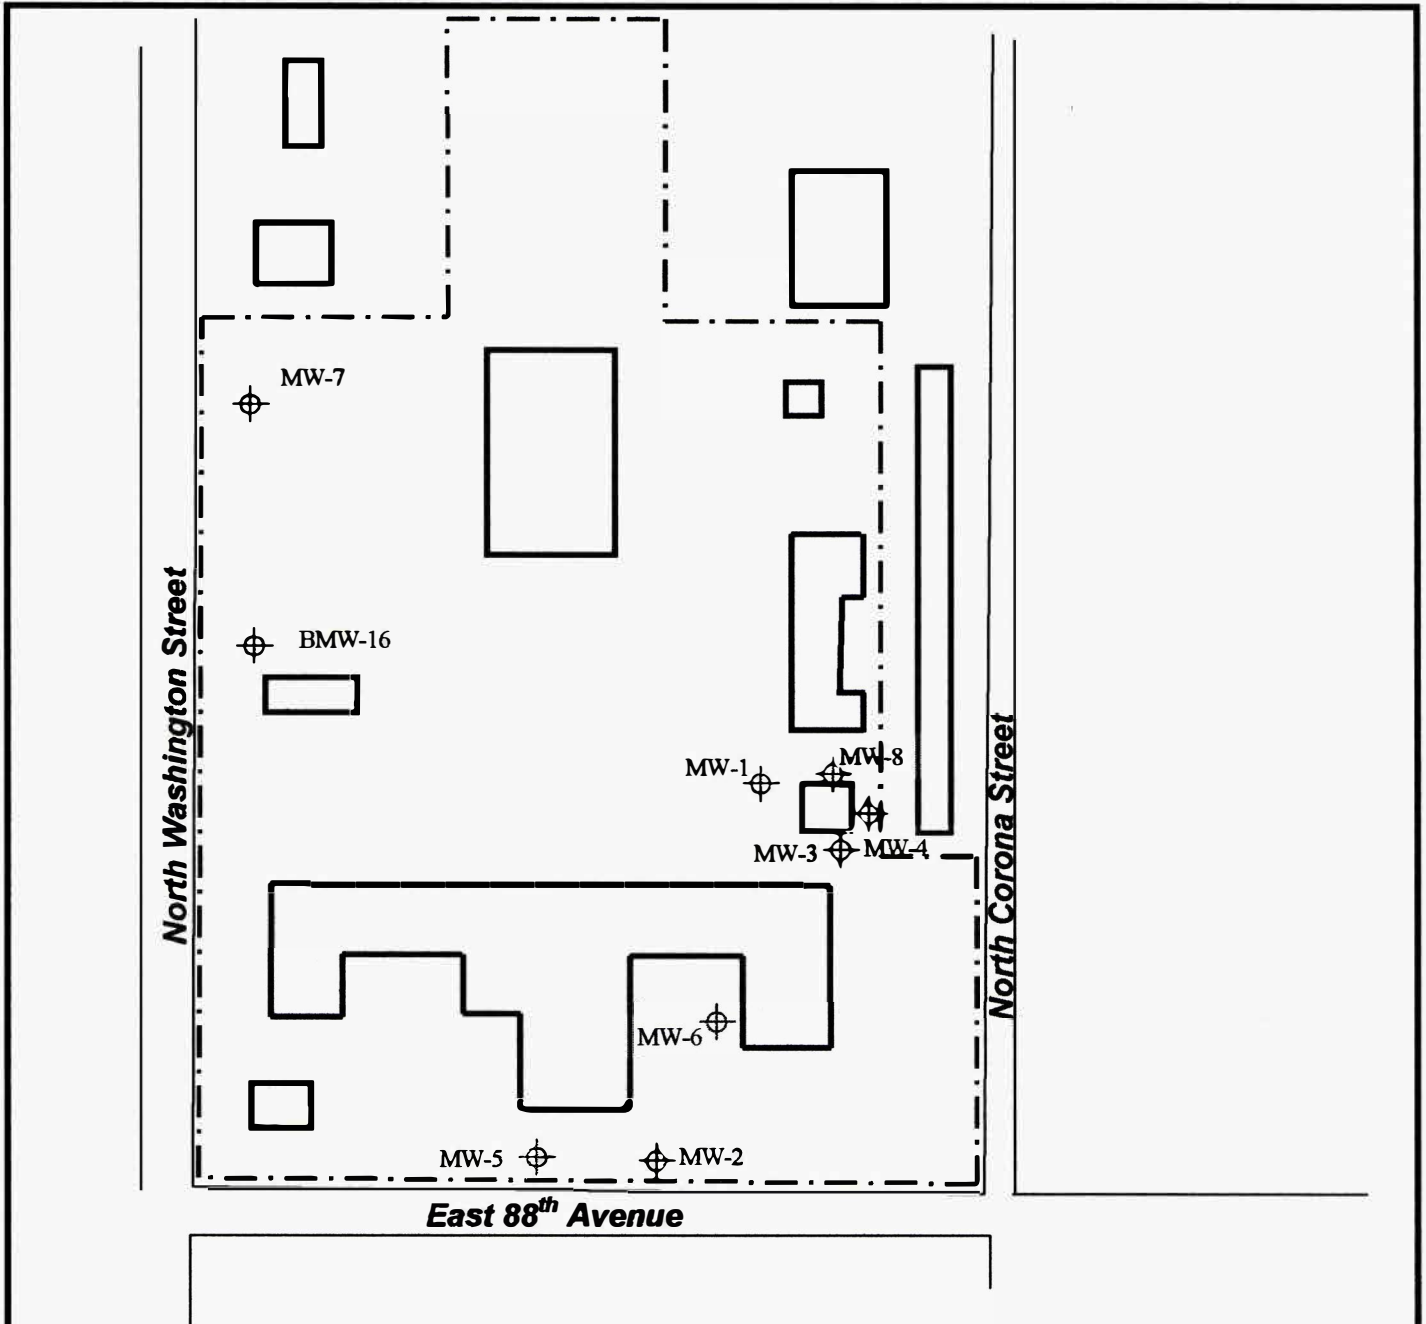 MW-7
North Washington Street
BMW-16
MW-1
MW-8
MW-3
MW-4
North Corona Street
MW-6
MW-5
MW-2
East 88th Avenue